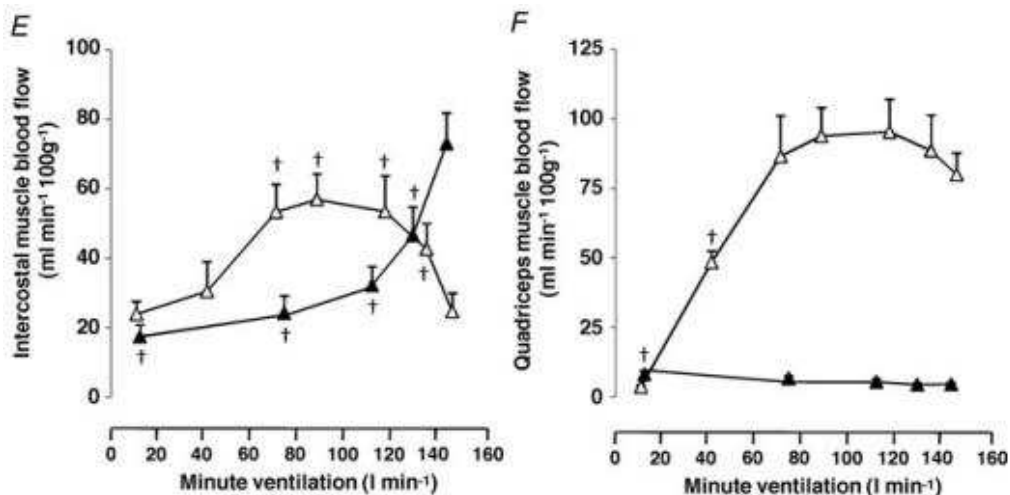 E
Intercostal muscle blood flow
(ml min-1 100g-1)
100
80
60
40
20
0
† † † † † † † †
0 20 40 60 80 100 120 140 160
Minute ventilation (l min-1)
F
Quadriceps muscle blood flow
(ml min-1 100g-1)
125
100
75
50
25
0
†
†
0 20 40 60 80 100 120 140 160
Minute ventilation (l min-1)